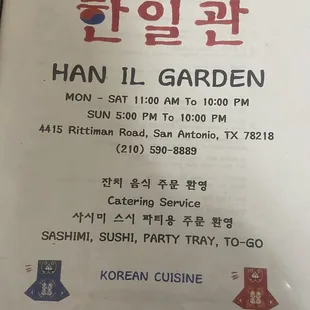 한일관
HAN IL GARDEN
MON - SAT 11:00 AM To 10:00 PM
SUN 5:00 PM To 10:00 PM
4415 Rittiman Road, San Antonio, TX 78218
(210) 590-8889
잔치 음식 주문 환영
Catering Service
사시미 스시 파티용 주문 환영
SASHIMI, SUSHI, PARTY TRAY, TO-GO
KOREAN CUISINE